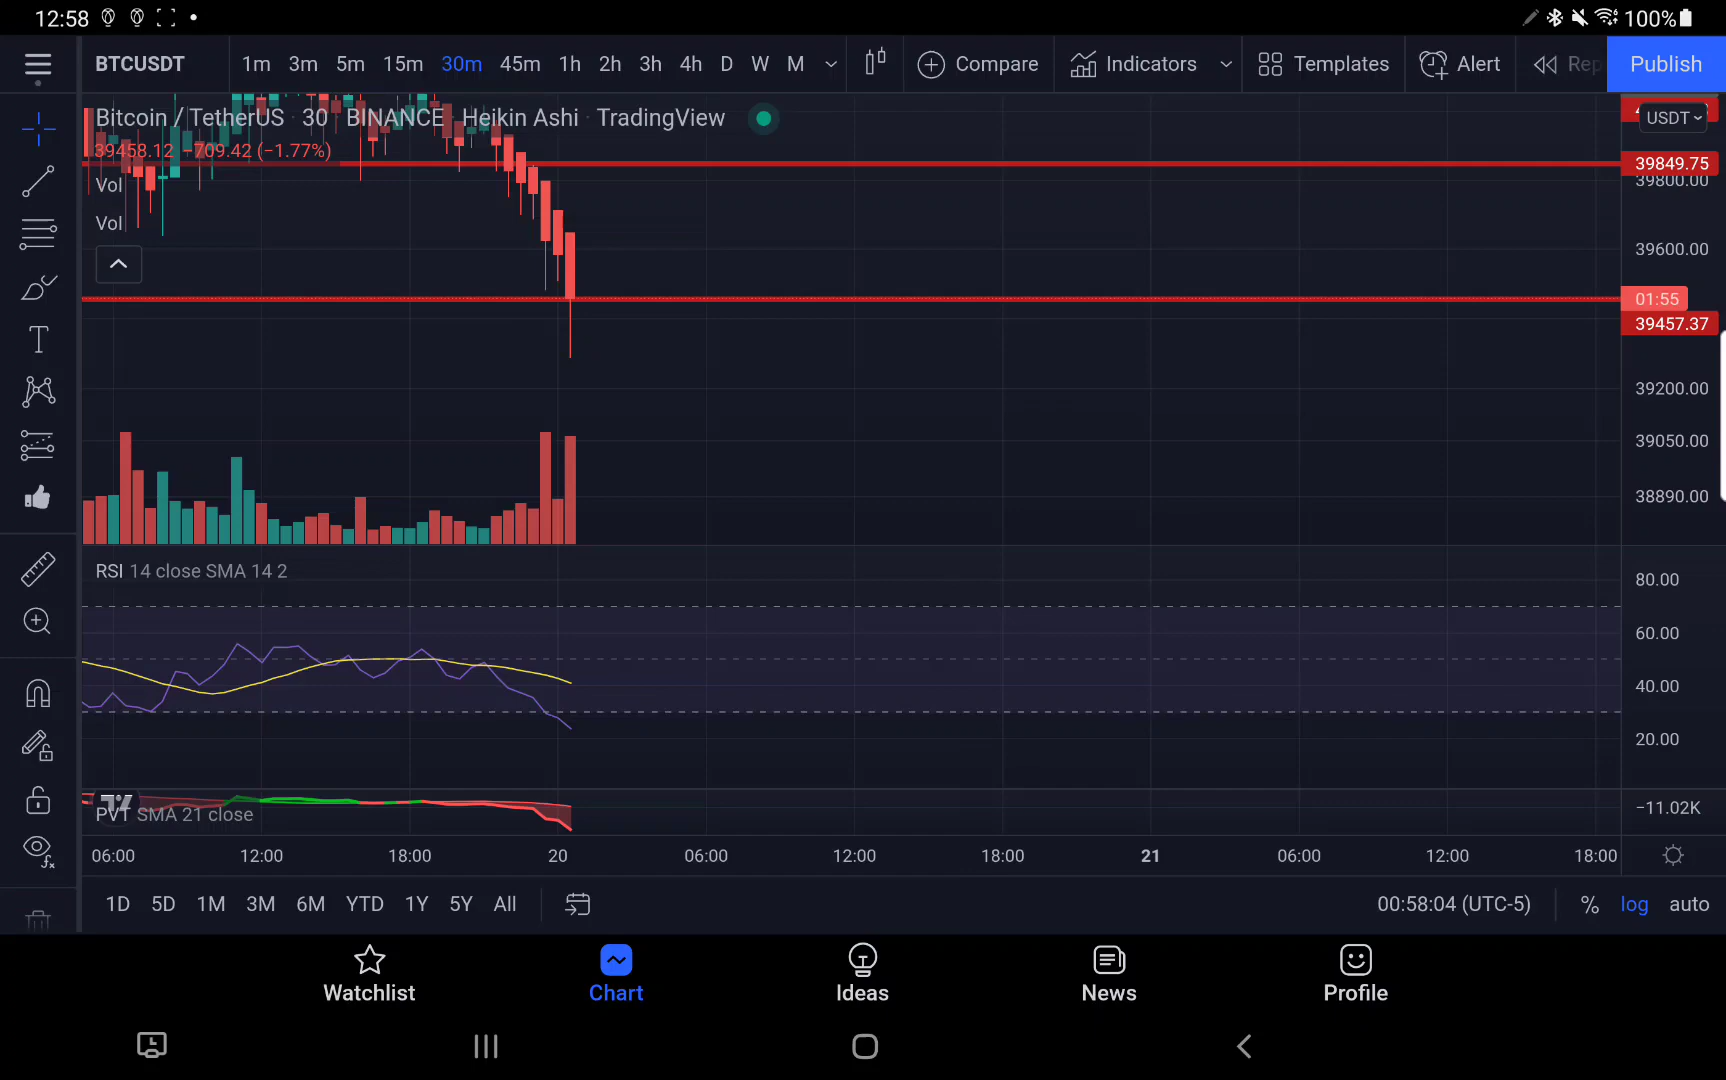 12:58 100%
BTCUSDT 1m 3m 5m 15m 30m 45m 1h 2h 3h 4h D W M Compare Indicators Templates Alert Rep Publish
Bitcoin / TetherUS · 30 · BINANCE · Heikin Ashi · TradingView
USDT
39458.12 −709.42 (−1.77%)
39849.75
39800.00
Vol
Vol
39600.00
01:55
39457.37
39200.00
39050.00
38890.00
RSI 14 close SMA 14 2
80.00
60.00
40.00
20.00
PVT SMA 21 close
−11.02K
06:00 12:00 18:00 20 06:00 12:00 18:00 21 06:00 12:00 18:00
1D 5D 1M 3M 6M YTD 1Y 5Y All 00:58:04 (UTC-5) % log auto
Watchlist Chart Ideas News Profile